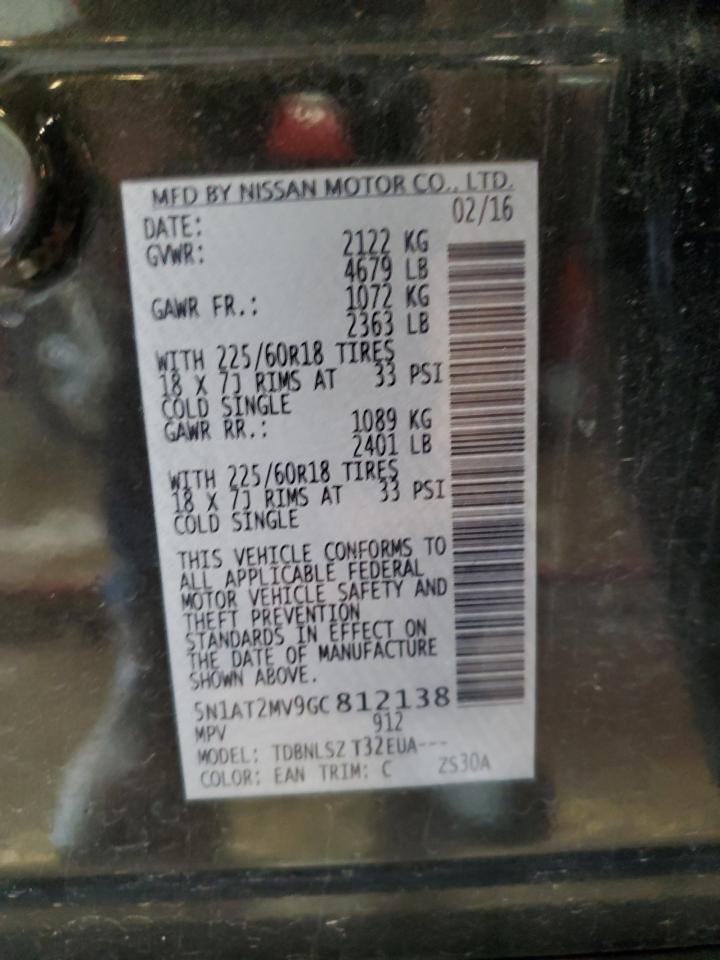 MFD BY NISSAN MOTOR CO., LTD.
DATE: 02/16
GVWR: 2122 KG
4679 LB
GAWR FR.: 1072 KG
2363 LB
WITH 225/60R18 TIRES
18 X 7J RIMS AT 33 PSI
COLD SINGLE
GAWR RR.: 1089 KG
2401 LB
WITH 225/60R18 TIRES
18 X 7J RIMS AT 33 PSI
COLD SINGLE
THIS VEHICLE CONFORMS TO
ALL APPLICABLE FEDERAL
MOTOR VEHICLE SAFETY AND
THEFT PREVENTION
STANDARDS IN EFFECT ON
THE DATE OF MANUFACTURE
SHOWN ABOVE.
5N1AT2MV9GC812138
MPV 912
MODEL: TDBNLSZ T32EUA---
COLOR: EAN TRIM: C ZS30A